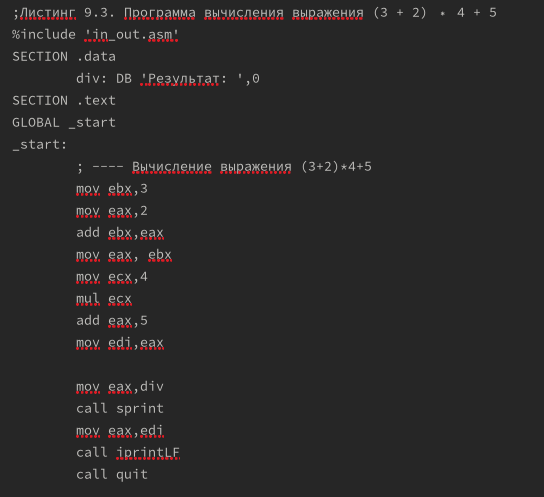 ;Листинг 9.3. Программа вычисления выражения (3 + 2) * 4 + 5
%include 'in_out.asm'
SECTION .data
div: DB 'Результат: ',0
SECTION .text
GLOBAL _start
_start:
; ---- Вычисление выражения (3+2)*4+5
mov ebx,3
mov eax,2
add ebx,eax
mov eax, ebx
mov ecx,4
mul ecx
add eax,5
mov edi,eax
mov eax,div
call sprint
mov eax,edi
call iprintLF
call quit